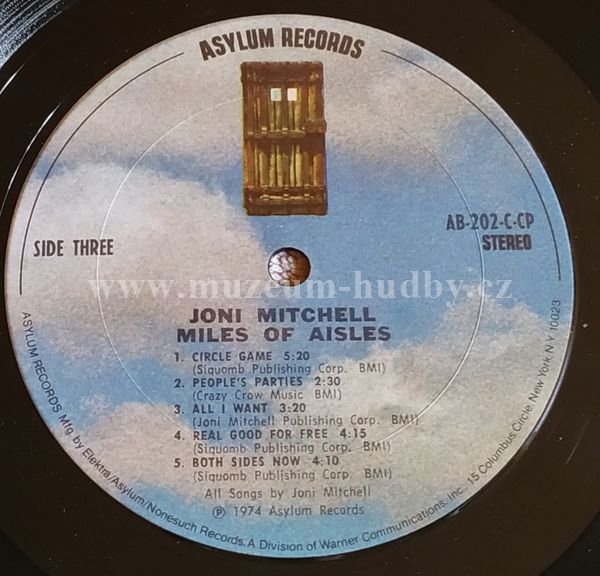 ASYLUM RECORDS
SIDE THREE
AB-202-C-CP
STEREO
www.muzeum-hudby.cz
JONI MITCHELL
MILES OF AISLES
1. CIRCLE GAME 5:20
(Siquomb Publishing Corp. BMI)
2. PEOPLE'S PARTIES 2:30
(Crazy Crow Music BMI)
3. ALL I WANT 3:20
(Joni Mitchell Publishing Corp. BMI)
4. REAL GOOD FOR FREE 4:15
(Siquomb Publishing Corp. BMI)
5. BOTH SIDES NOW 4:10
(Siquomb Publishing Corp. BMI)
All Songs by Joni Mitchell
Ⓟ 1974 Asylum Records
ASYLUM RECORDS Mfg. by Elektra/Asylum/Nonesuch Records. A Division of Warner Communications, Inc. 15 Columbus Circle, New York N Y 10023